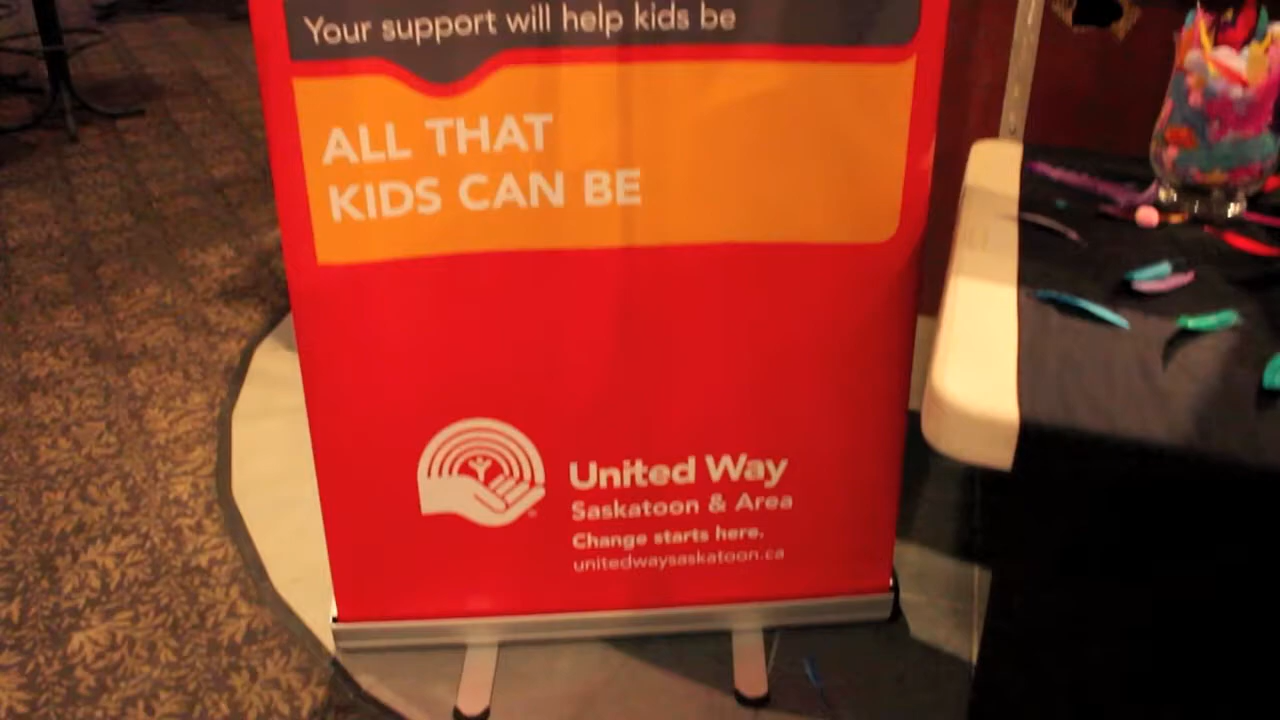 Your support will help kids be
ALL THAT
KIDS CAN BE
United Way
Saskatoon & Area
Change starts here.
unitedwaysaskatoon.ca